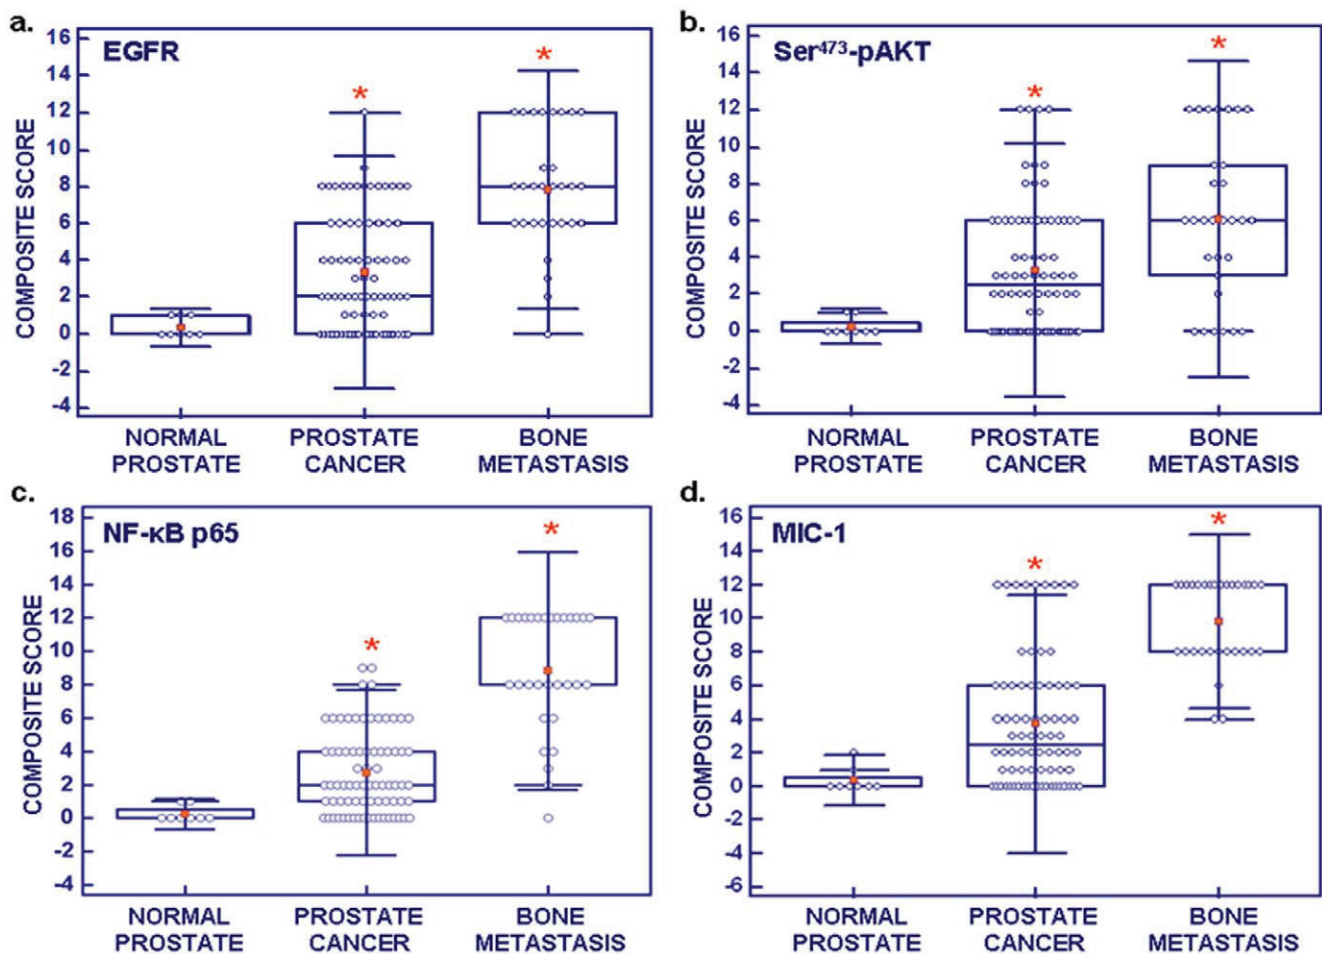 a.
EGFR
*
*
COMPOSITE SCORE
16
14
12
10
8
6
4
2
0
-2
-4
NORMAL
PROSTATE
PROSTATE
CANCER
BONE
METASTASIS
b.
Ser473-pAKT
*
*
COMPOSITE SCORE
16
14
12
10
8
6
4
2
0
-2
-4
NORMAL
PROSTATE
PROSTATE
CANCER
BONE
METASTASIS
c.
NF-κB p65
*
*
COMPOSITE SCORE
18
16
14
12
10
8
6
4
2
0
-2
-4
NORMAL
PROSTATE
PROSTATE
CANCER
BONE
METASTASIS
d.
MIC-1
*
*
COMPOSITE SCORE
16
14
12
10
8
6
4
2
0
-2
-4
-6
NORMAL
PROSTATE
PROSTATE
CANCER
BONE
METASTASIS